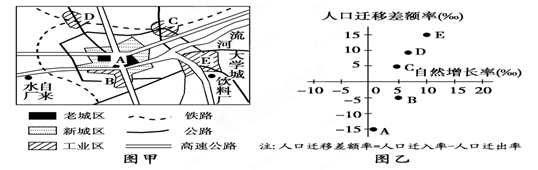 D
C
A
B
E
河流
大学城
自来水厂
饮料厂
老城区
铁路
新城区
公路
工业区
高速公路
图甲
人口迁移差额率(‰)
15
10
5
E
D
C
自然增长率(‰)
-10 -5 0 5 10 15 20
-5
-10
-15
B
A
注:人口迁移差额率=人口迁入率-人口迁出率
图乙